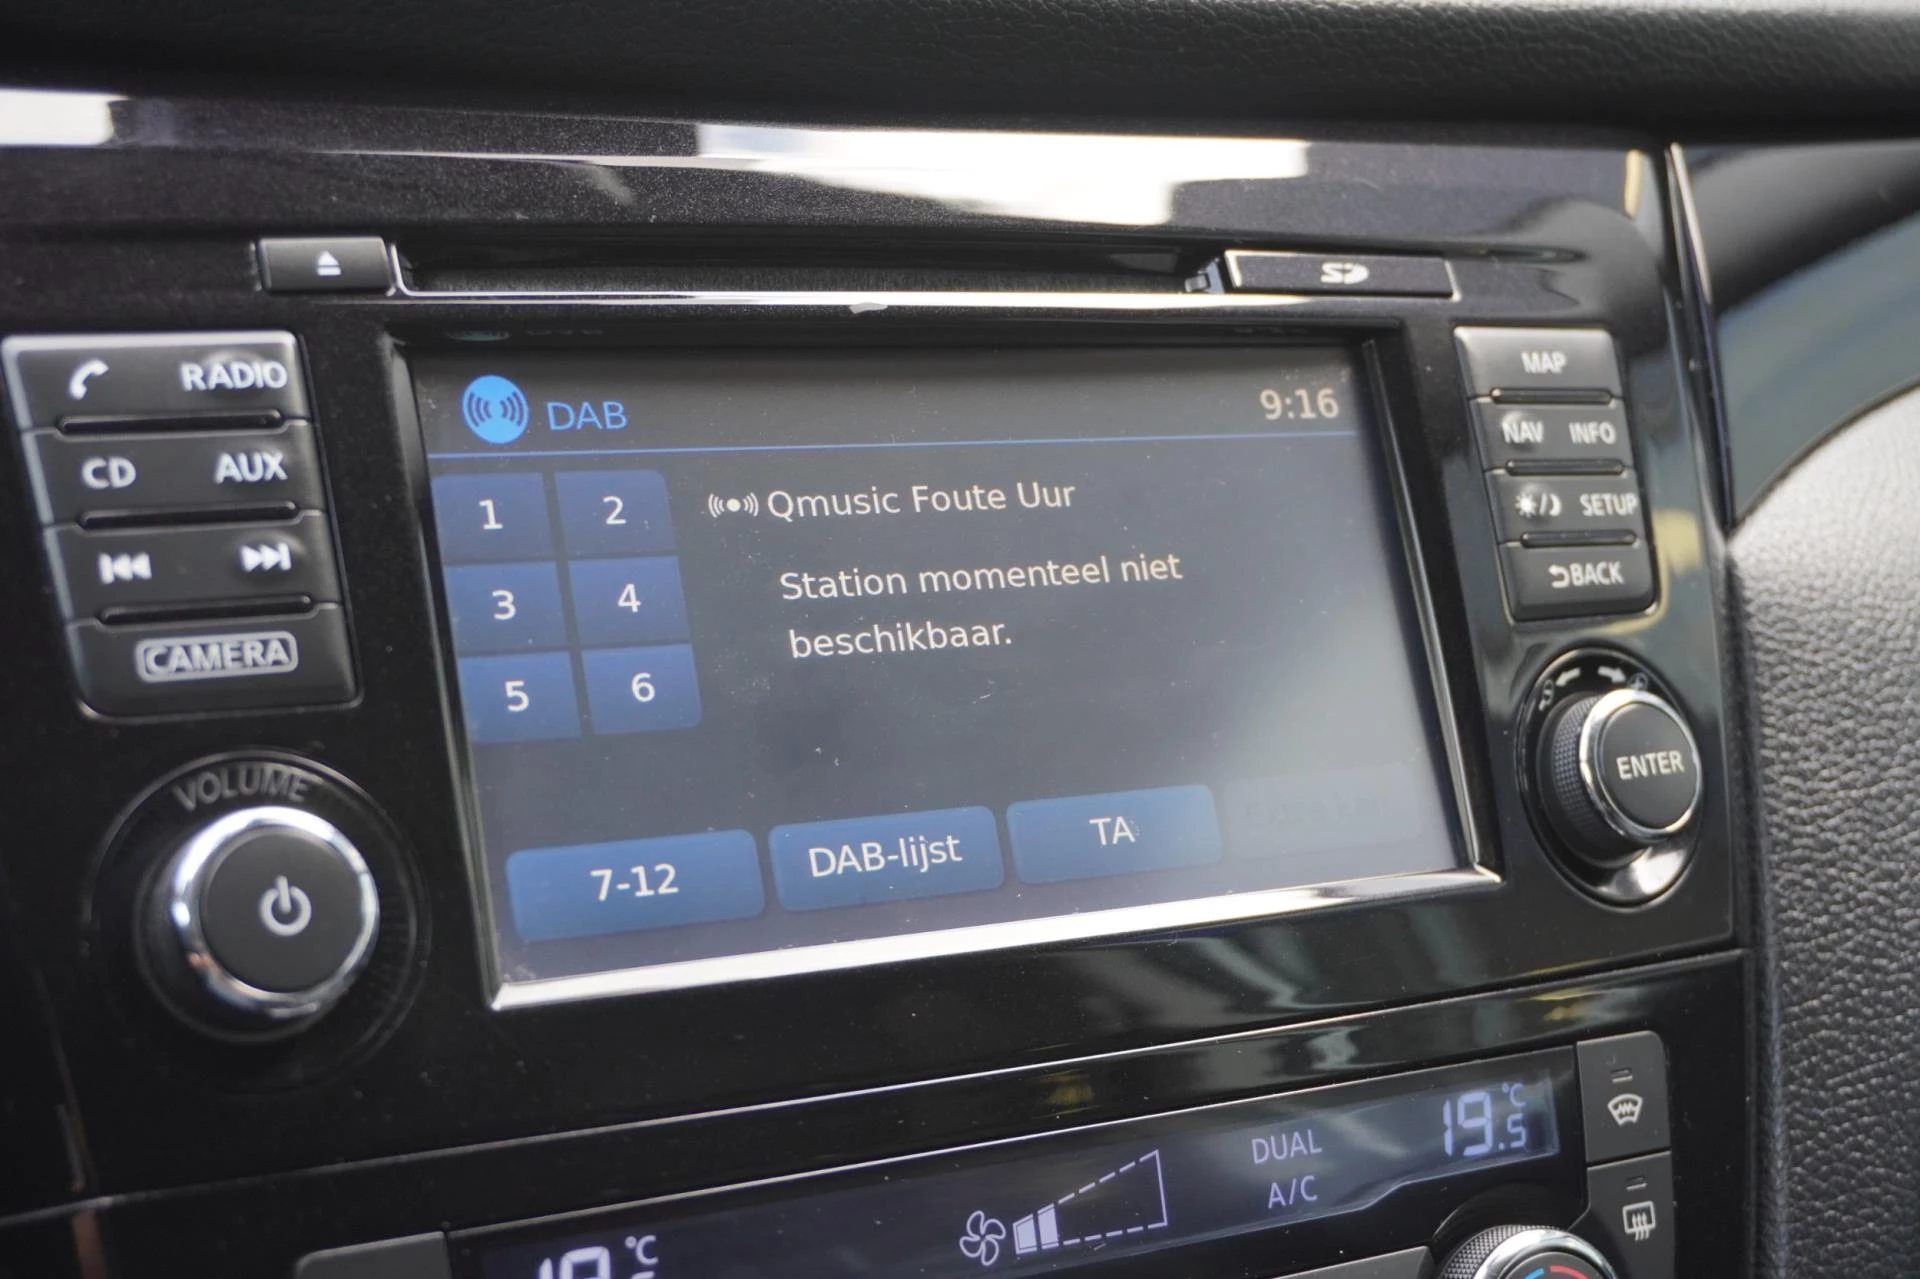 RADIO
CD AUX
CAMERA
VOLUME
DAB
9:16
1 2
3 4
5 6
Qmusic Foute Uur
Station momenteel niet
beschikbaar.
7-12 DAB-lijst TA
MAP
NAV INFO
SETUP
BACK
ENTER
DUAL
A/C
19.5 °C
°C